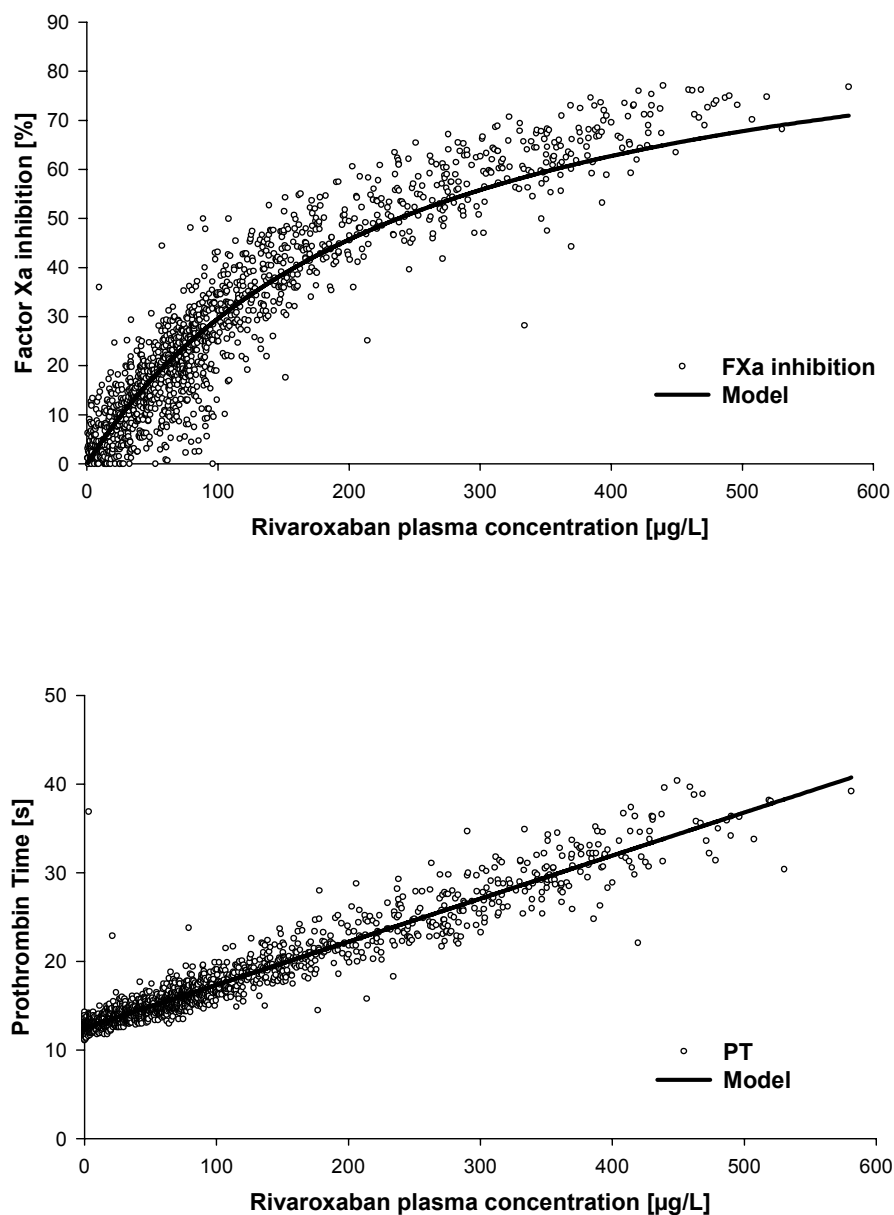 90
80
70
60
50
40
30
20
10
0
Factor Xa inhibition [%]
FXa inhibition
Model
0 100 200 300 400 500 600
Rivaroxaban plasma concentration [µg/L]
50
40
30
20
10
0
Prothrombin Time [s]
PT
Model
0 100 200 300 400 500 600
Rivaroxaban plasma concentration [µg/L]